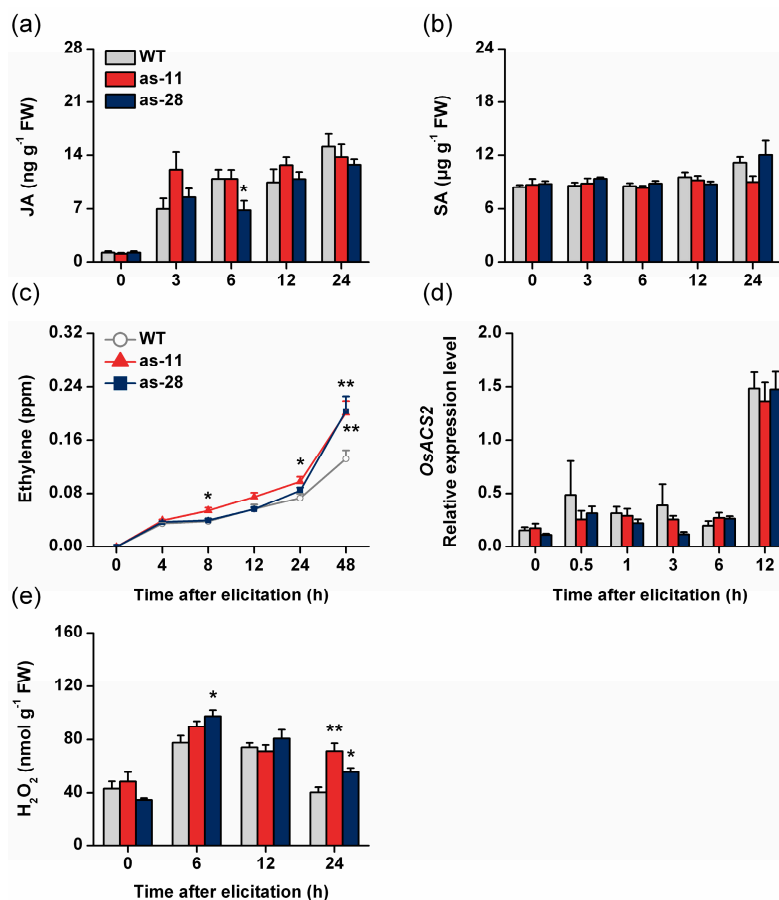 (a)
JA (ng g-1 FW)
28
21
14
7
0
WT
as-11
as-28
*
0 3 6 12 24
(b)
SA (µg g-1 FW)
24
18
12
6
0
0 3 6 12 24
(c)
Ethylene (ppm)
0.32
0.24
0.16
0.08
0.00
WT
as-11
as-28
*
*
**
**
0 4 8 12 24 48
Time after elicitation (h)
(d)
OsACS2
Relative expression level
2.0
1.5
1.0
0.5
0.0
0 0.5 1 3 6 12
Time after elicitation (h)
(e)
H2O2 (nmol g-1 FW)
160
120
80
40
0
*
**
*
0 6 12 24
Time after elicitation (h)